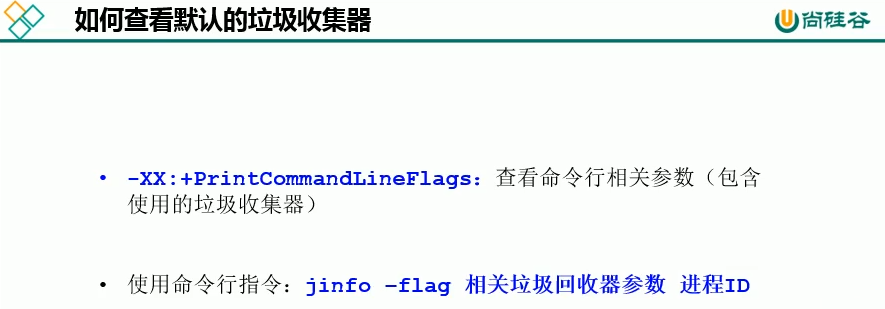 如何查看默认的垃圾收集器
尚硅谷
• -XX:+PrintCommandLineFlags：查看命令行相关参数（包含
使用的垃圾收集器）
• 使用命令行指令：jinfo –flag 相关垃圾回收器参数 进程ID